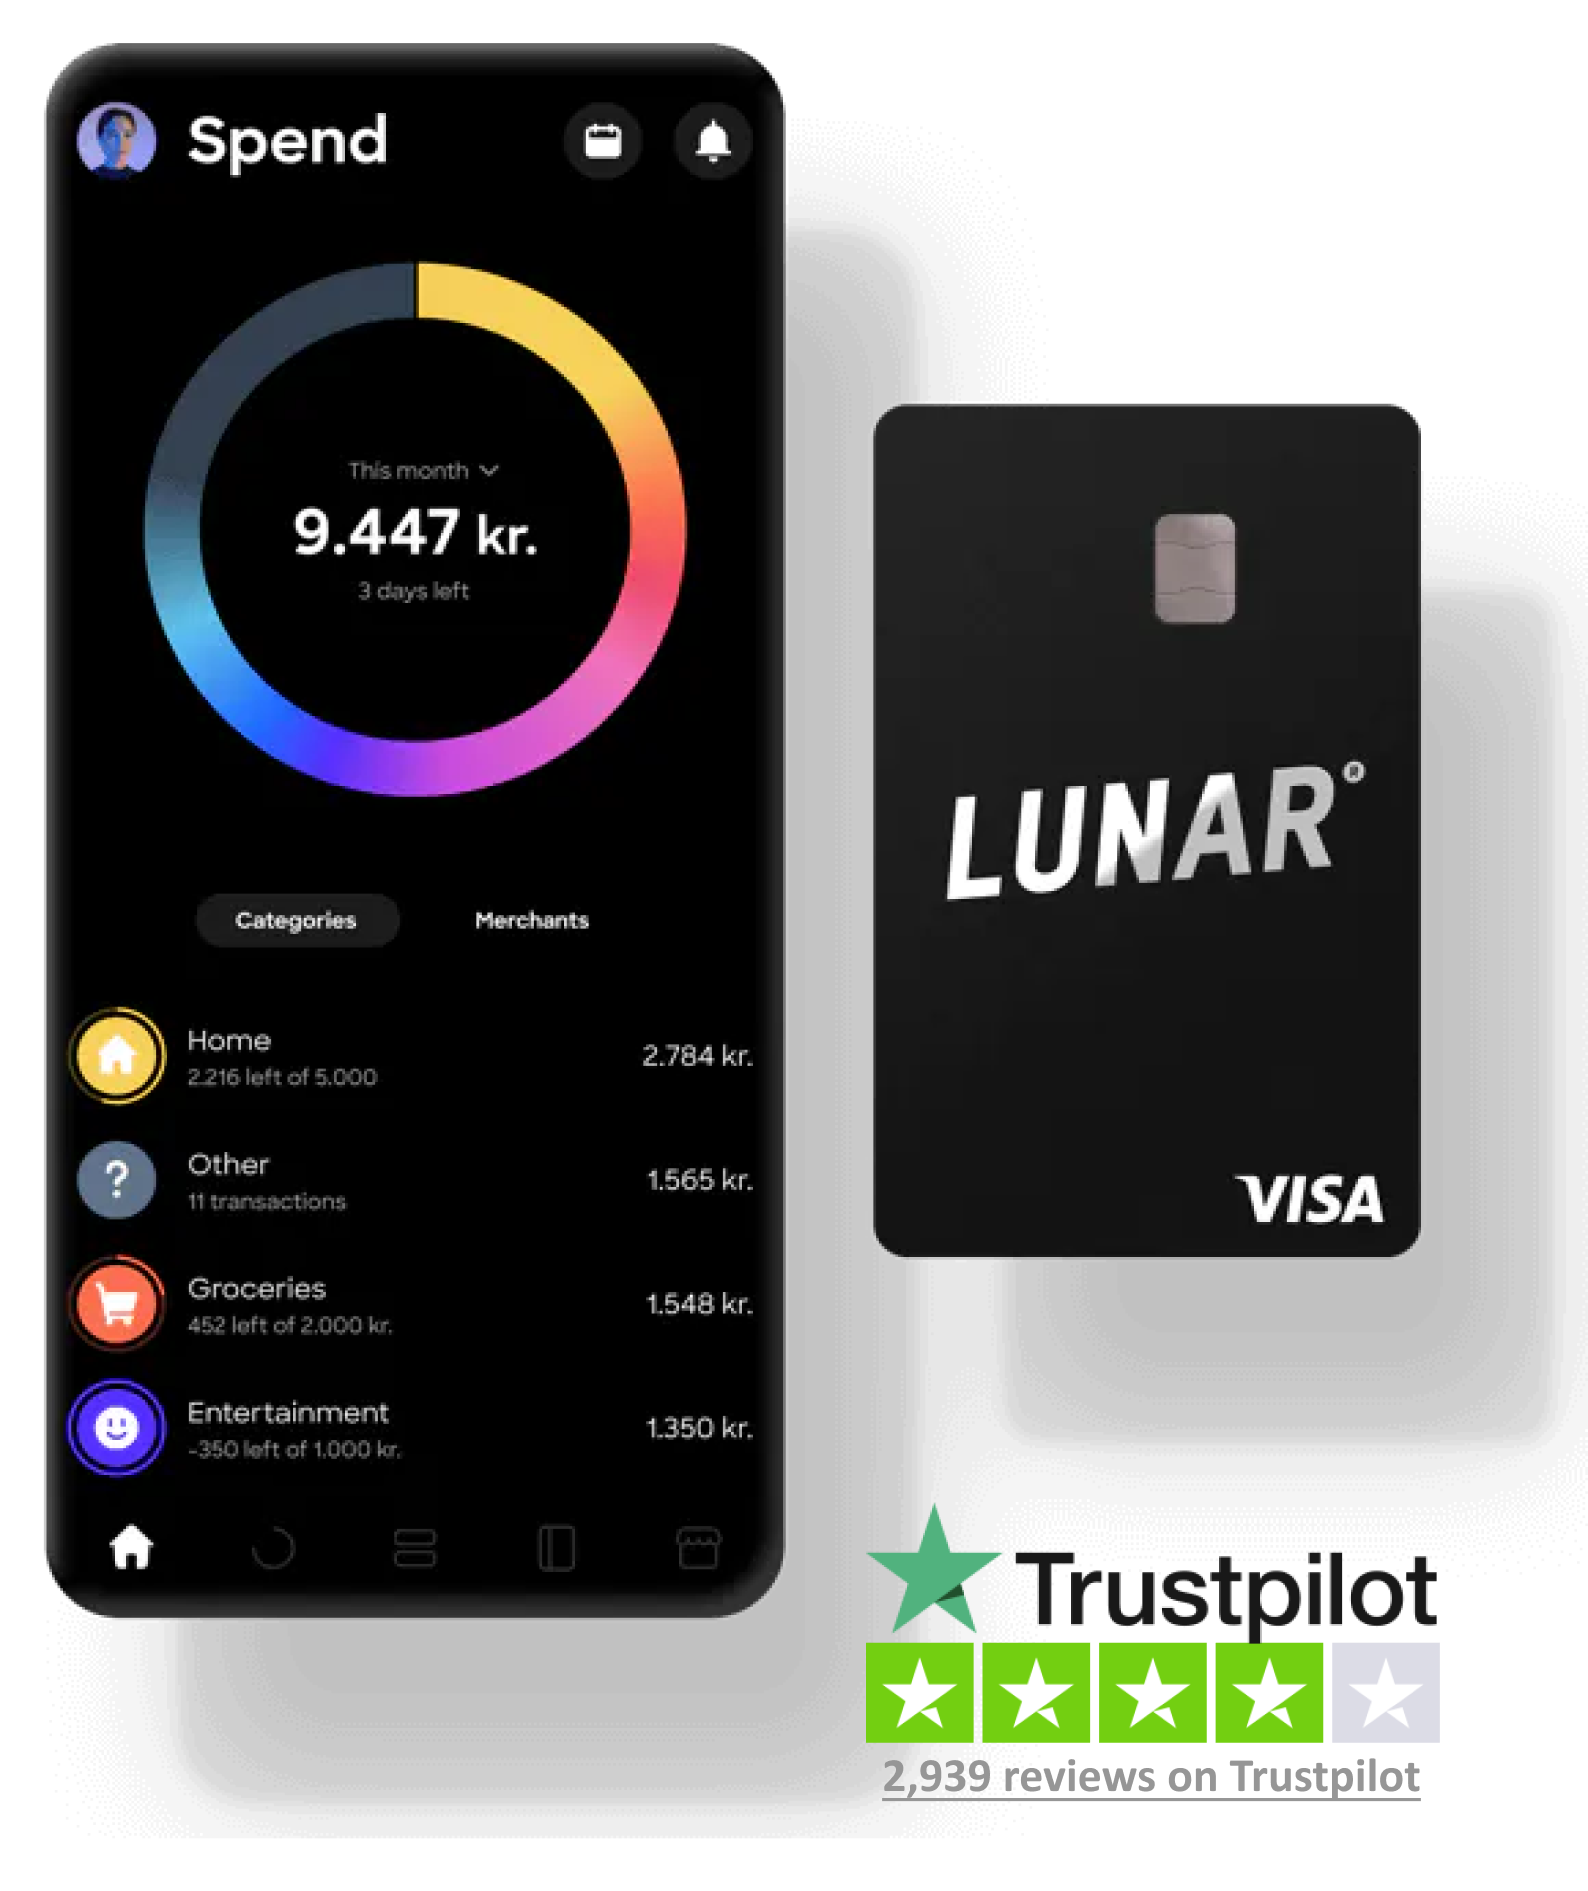 Spend
This month
9.447 kr.
3 days left
Categories
Merchants
Home
2.784 kr.
2.216 left of 5.000
Other
1.565 kr.
11 transactions
Groceries
1.548 kr.
452 left of 2.000 kr.
Entertainment
1.350 kr.
-350 left of 1.000 kr.
LUNAR®
VISA
Trustpilot
2,939 reviews on Trustpilot